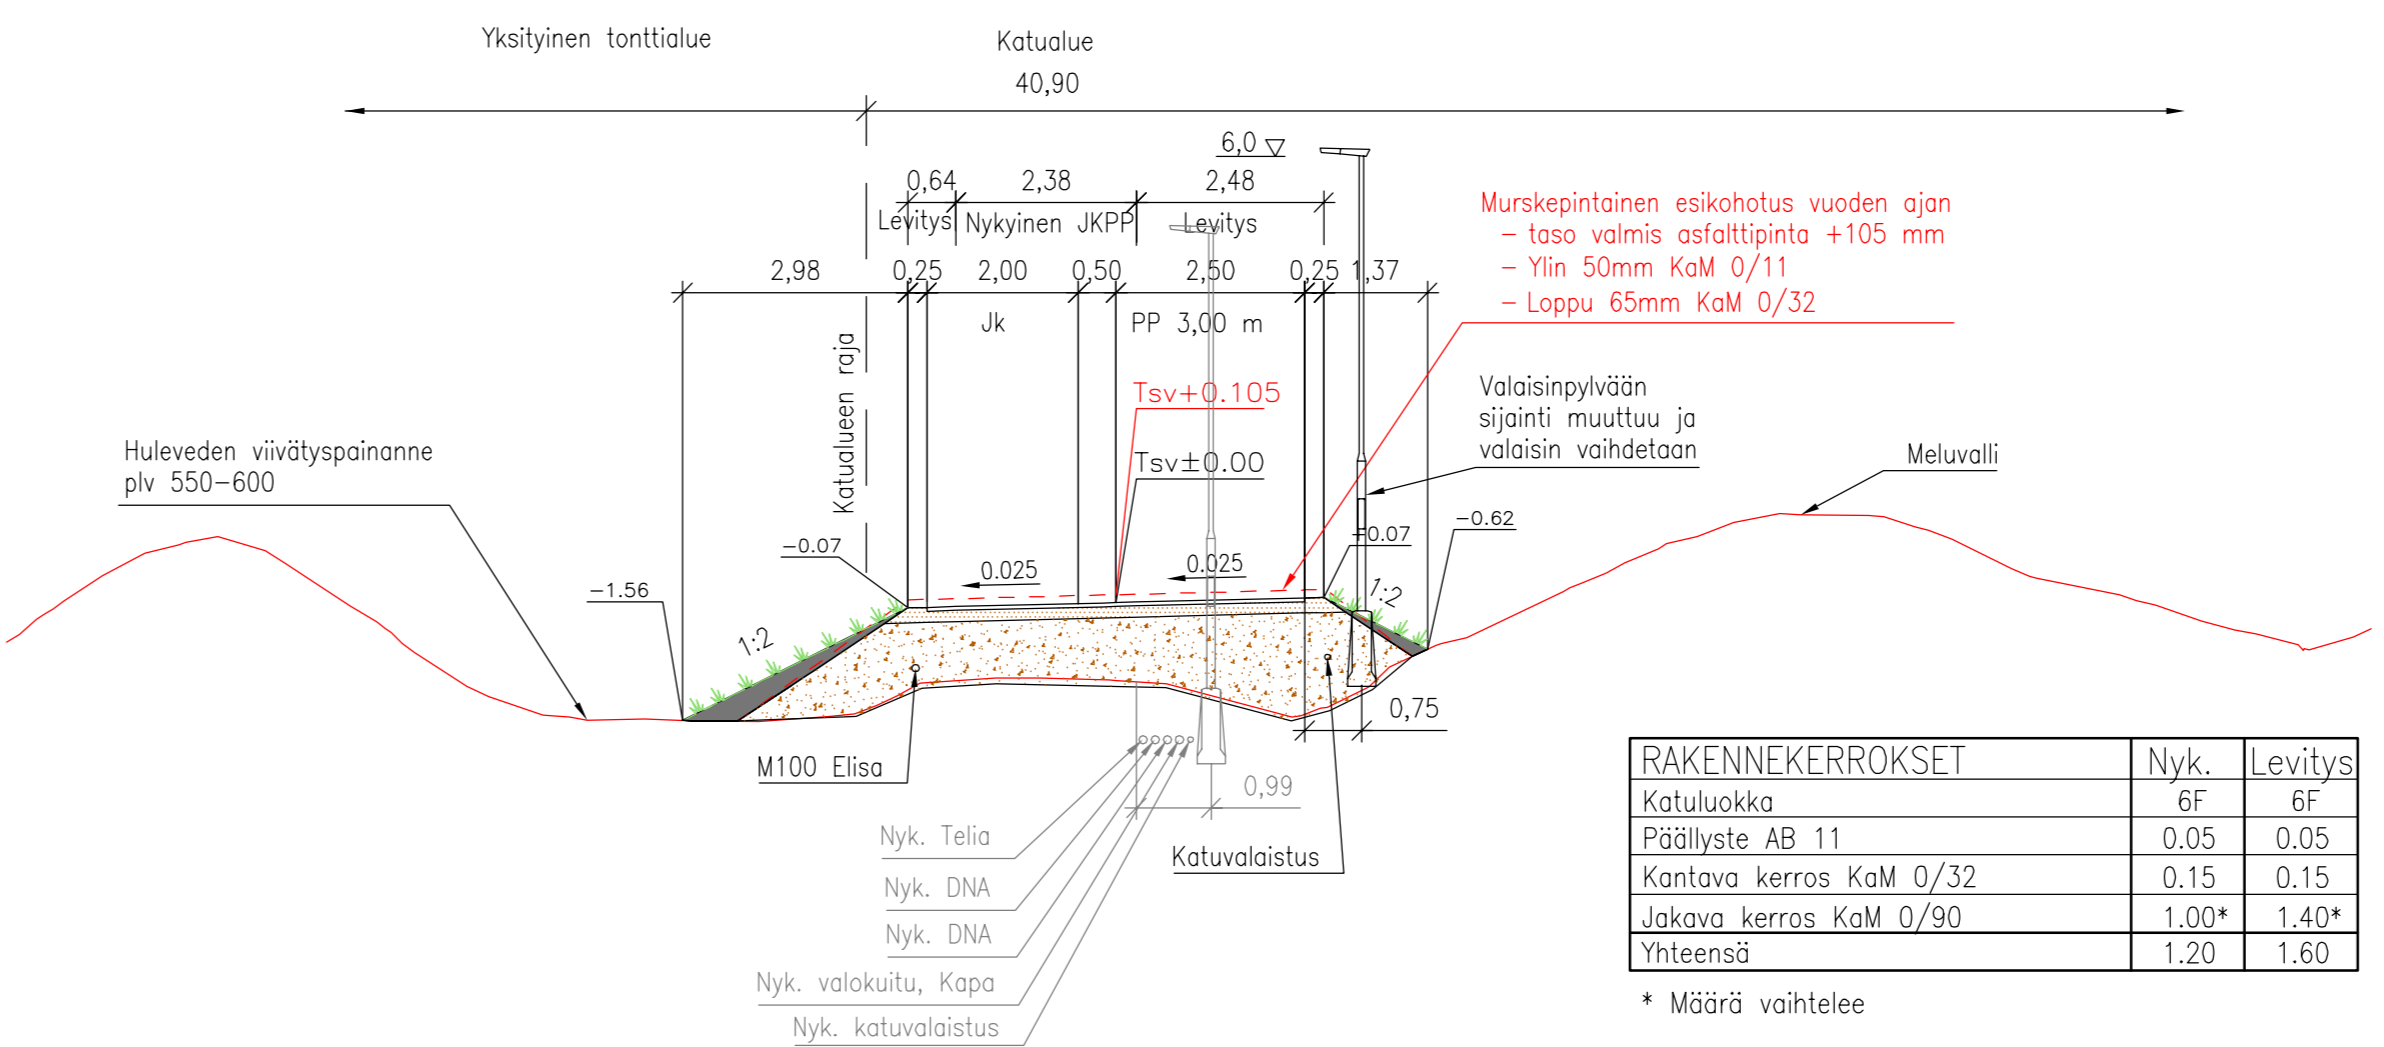 Yksityinen tonttialue
Katualue
40,90
6,0
0,64
2,38
2,48
Levitys
Nykyinen JKPP
Levitys
2,98
0,25
2,00
0,50
2,50
0,25
1,37
Jk
PP 3,00 m
Katualueen raja
Murskepintainen esikohotus vuoden ajan
- taso valmis asfalttipinta +105 mm
- Ylin 50mm KaM 0/11
- Loppu 65mm KaM 0/32
Tsv+0.105
Tsv±0.00
Valaisinpylvään
sijainti muuttuu ja
valaisin vaihdetaan
Meluvalli
Huleveden viivätyspainanne
plv 550-600
-0.07
+0.07
-0.62
-1.56
0.025
0.025
1:2
1:2
0,75
M100 Elisa
0,99
Nyk. Telia
Nyk. DNA
Nyk. DNA
Nyk. valokuitu, Kapa
Nyk. katuvalaistus
Katuvalaistus
RAKENNEKERROKSET Nyk. Levitys
Katuluokka 6F 6F
Päällyste AB 11 0.05 0.05
Kantava kerros KaM 0/32 0.15 0.15
Jakava kerros KaM 0/90 1.00* 1.40*
Yhteensä 1.20 1.60
* Määrä vaihtelee